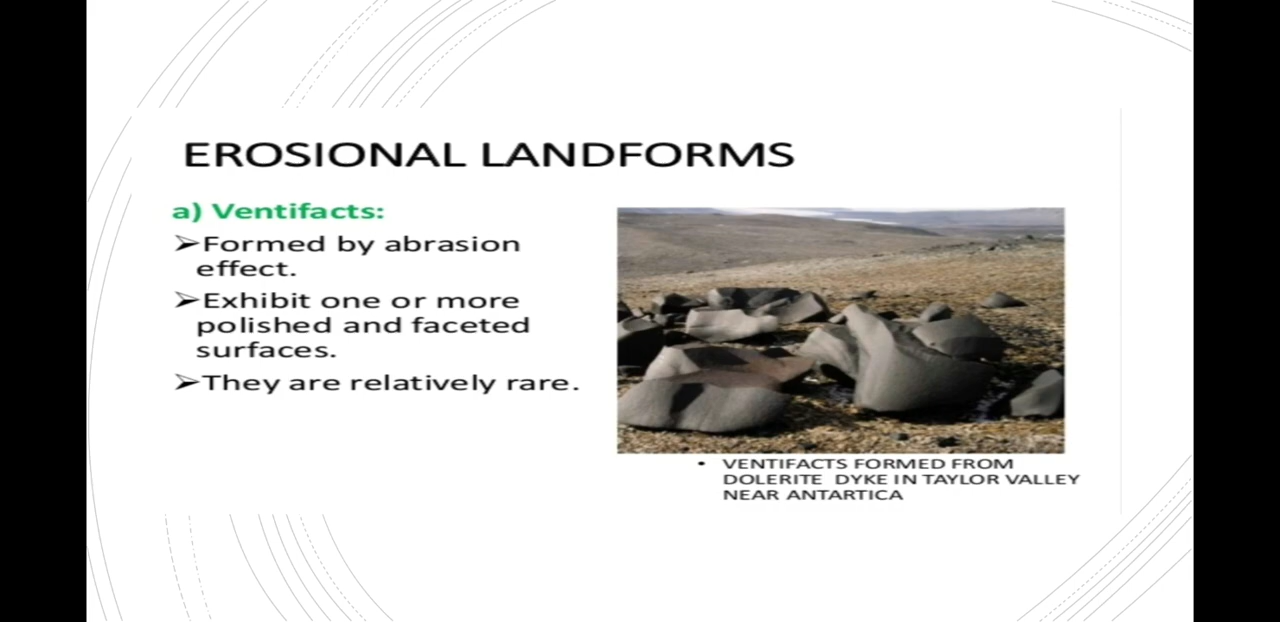 EROSIONAL LANDFORMS
a) Ventifacts:
➢Formed by abrasion
effect.
➢Exhibit one or more
polished and faceted
surfaces.
➢They are relatively rare.
• VENTIFACTS FORMED FROM
DOLERITE DYKE IN TAYLOR VALLEY
NEAR ANTARTICA